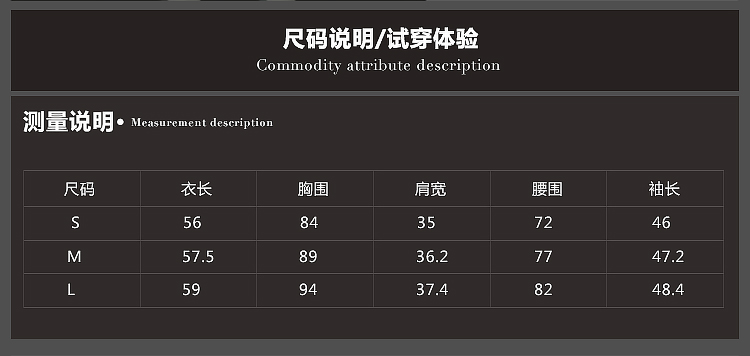 尺码说明/试穿体验
Commodity attribute description
测量说明• Measurement description
尺码 衣长 胸围 肩宽 腰围 袖长
S 56 84 35 72 46
M 57.5 89 36.2 77 47.2
L 59 94 37.4 82 48.4